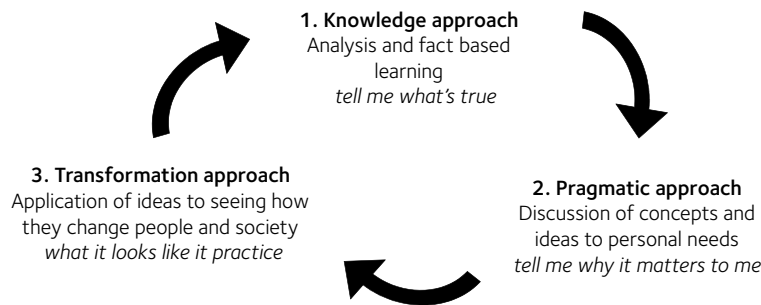 1. Knowledge approach
Analysis and fact based
learning
tell me what's true
2. Pragmatic approach
Discussion of concepts and
ideas to personal needs
tell me why it matters to me
3. Transformation approach
Application of ideas to seeing how
they change people and society
what it looks like it practice